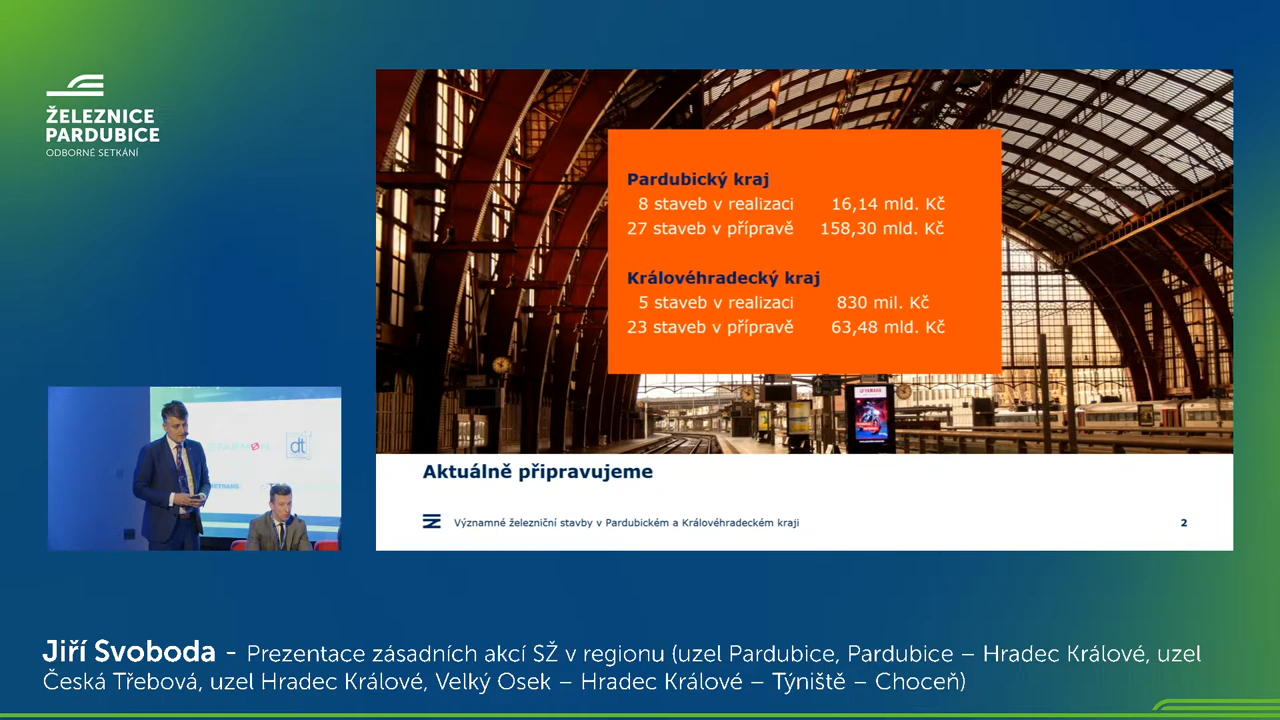 ŽELEZNICE
PARDUBICE
ODBORNÉ SETKÁNÍ
Pardubický kraj
8 staveb v realizaci 16,14 mld. Kč
27 staveb v přípravě 158,30 mld. Kč
Královéhradecký kraj
5 staveb v realizaci 830 mil. Kč
23 staveb v přípravě 63,48 mld. Kč
Aktuálně připravujeme
Významné železniční stavby v Pardubickém a Královéhradeckém kraji
2
dt
Jiří Svoboda - Prezentace zásadních akcí SŽ v regionu (uzel Pardubice, Pardubice – Hradec Králové, uzel
Česká Třebová, uzel Hradec Králové, Velký Osek – Hradec Králové – Týniště – Choceň)